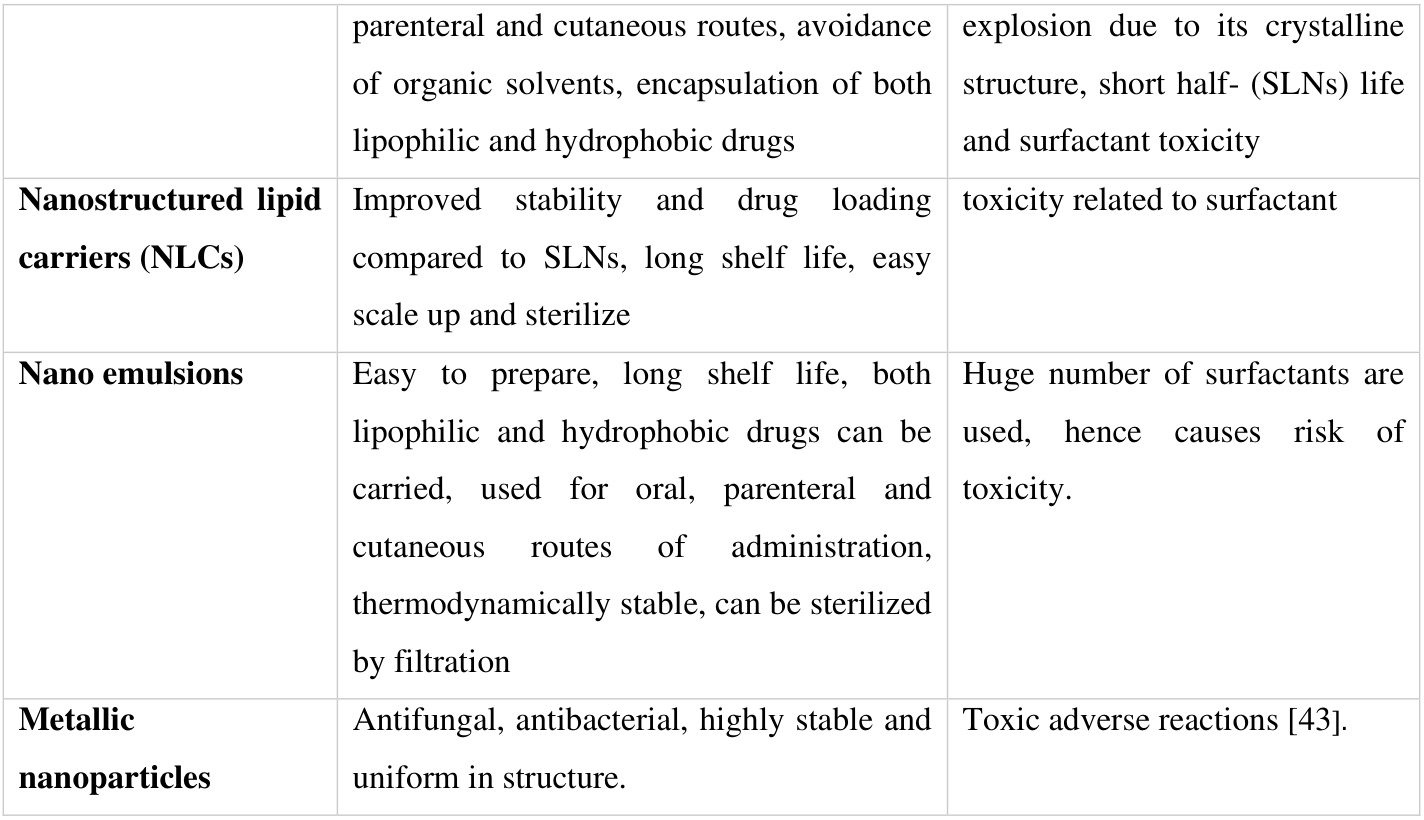 parenteral and cutaneous routes, avoidance
of organic solvents, encapsulation of both
lipophilic and hydrophobic drugs
explosion due to its crystalline
structure, short half- (SLNs) life
and surfactant toxicity
Nanostructured lipid
carriers (NLCs)
Improved stability and drug loading
compared to SLNs, long shelf life, easy
scale up and sterilize
toxicity related to surfactant
Nano emulsions
Easy to prepare, long shelf life, both
lipophilic and hydrophobic drugs can be
carried, used for oral, parenteral and
cutaneous routes of administration,
thermodynamically stable, can be sterilized
by filtration
Huge number of surfactants are
used, hence causes risk of
toxicity.
Metallic
nanoparticles
Antifungal, antibacterial, highly stable and
uniform in structure.
Toxic adverse reactions [43].